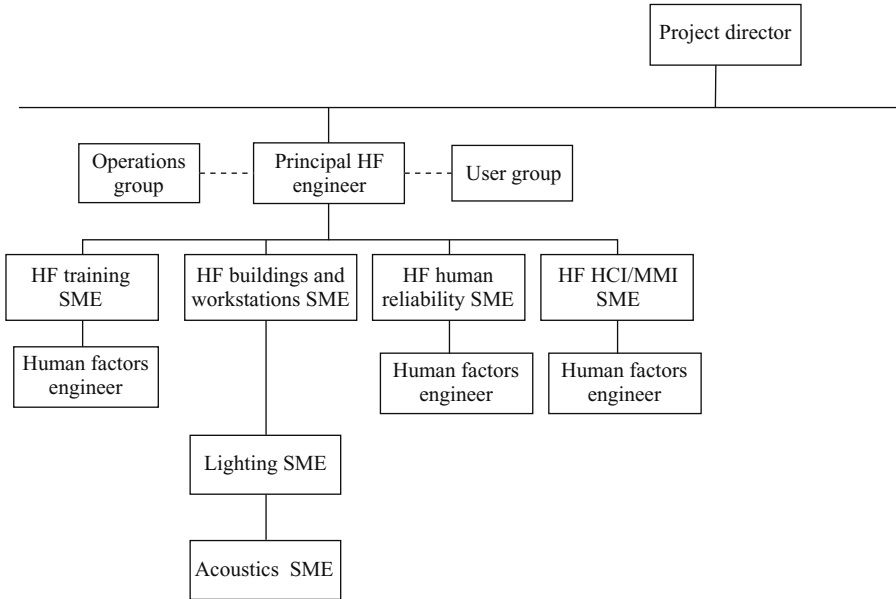 Project director
Operations
group
Principal HF
engineer
User group
HF training
SME
HF buildings and
workstations SME
HF human
reliability SME
HF HCI/MMI
SME
Human factors
engineer
Human factors
engineer
Human factors
engineer
Lighting SME
Acoustics SME